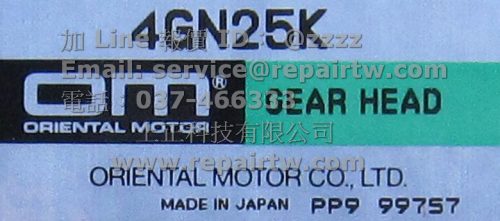 4GN25K
加 Line 報價 ID : @zzzz
Email: service@repairtw.com
om® GEAR HEAD
電話 : 037-466333
ORIENTAL MOTOR
上正科技有限公司
www.repairtw.com
ORIENTAL MOTOR CO., LTD.
MADE IN JAPAN PP9 99757